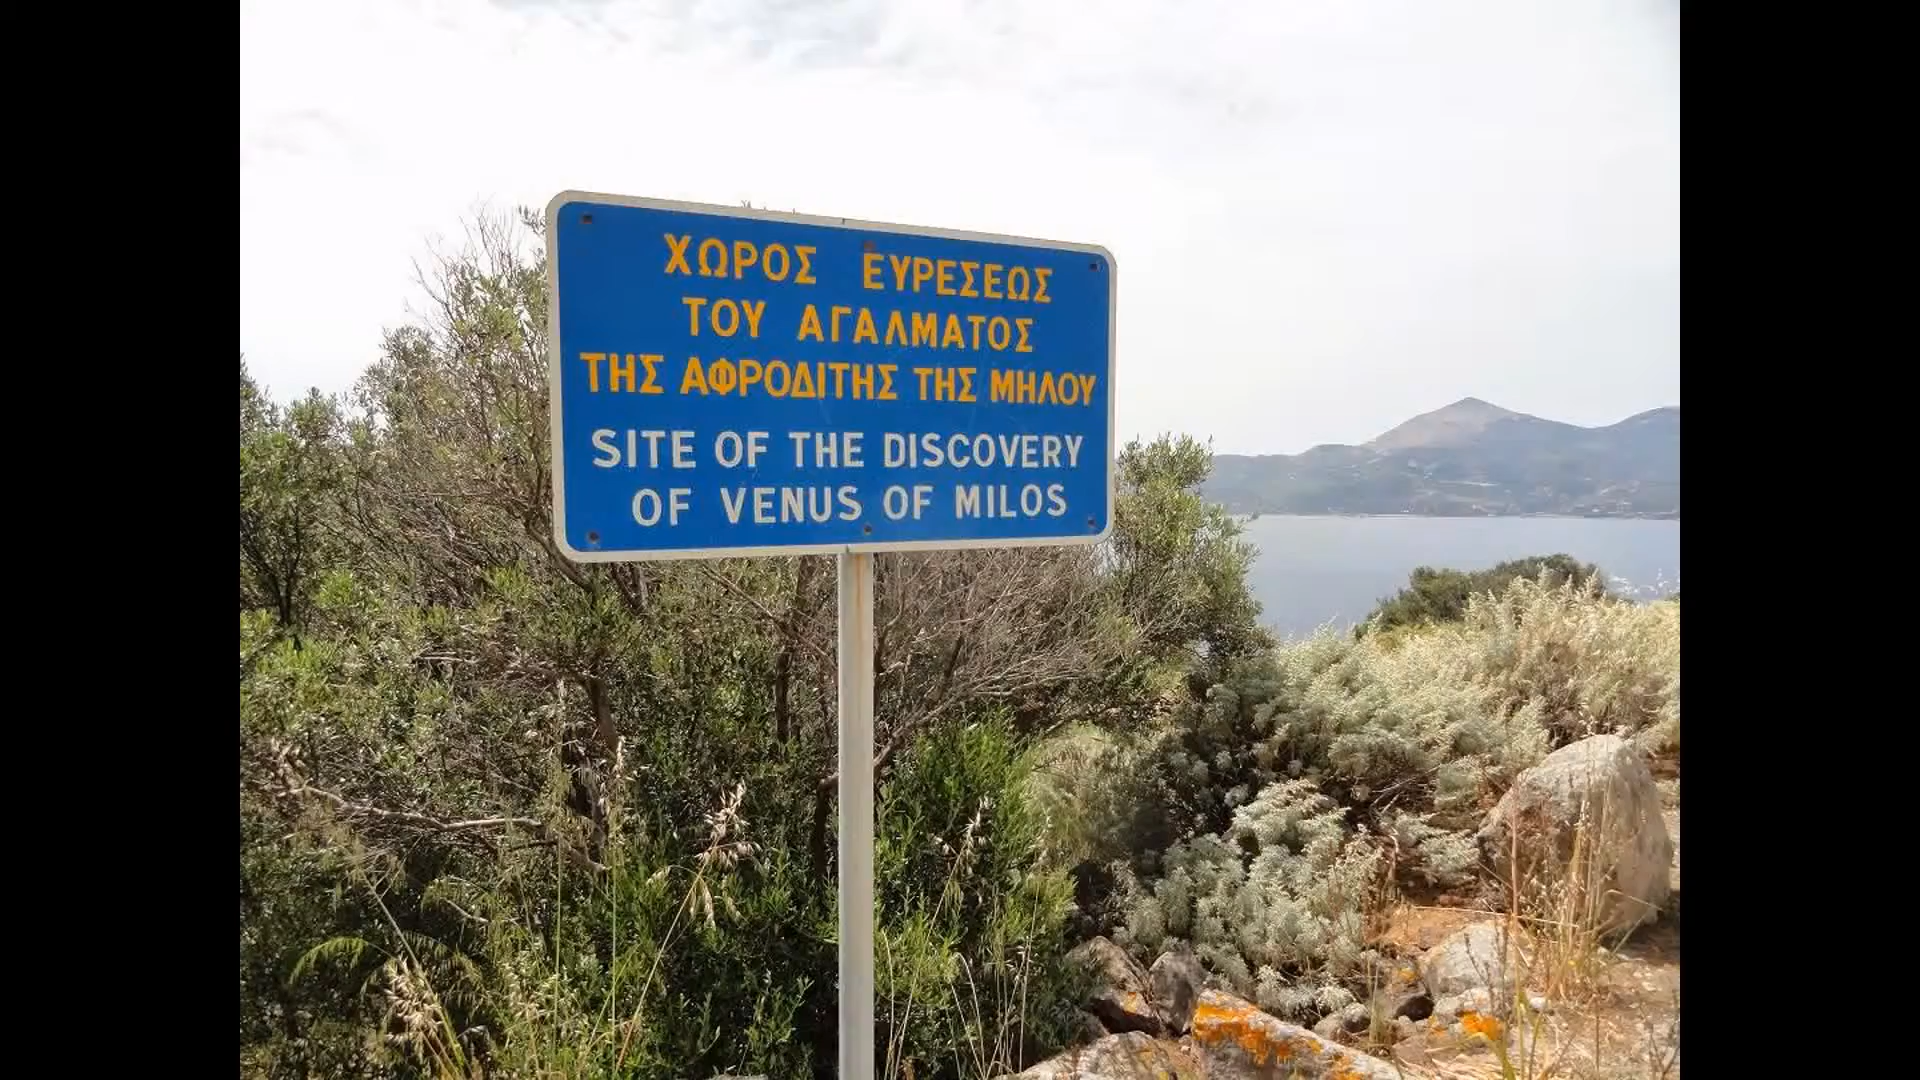 ΧΩΡΟΣ ΕΥΡΕΣΕΩΣ
ΤΟΥ ΑΓΑΛΜΑΤΟΣ
ΤΗΣ ΑΦΡΟΔΙΤΗΣ ΤΗΣ ΜΗΛΟΥ
SITE OF THE DISCOVERY
OF VENUS OF MILOS